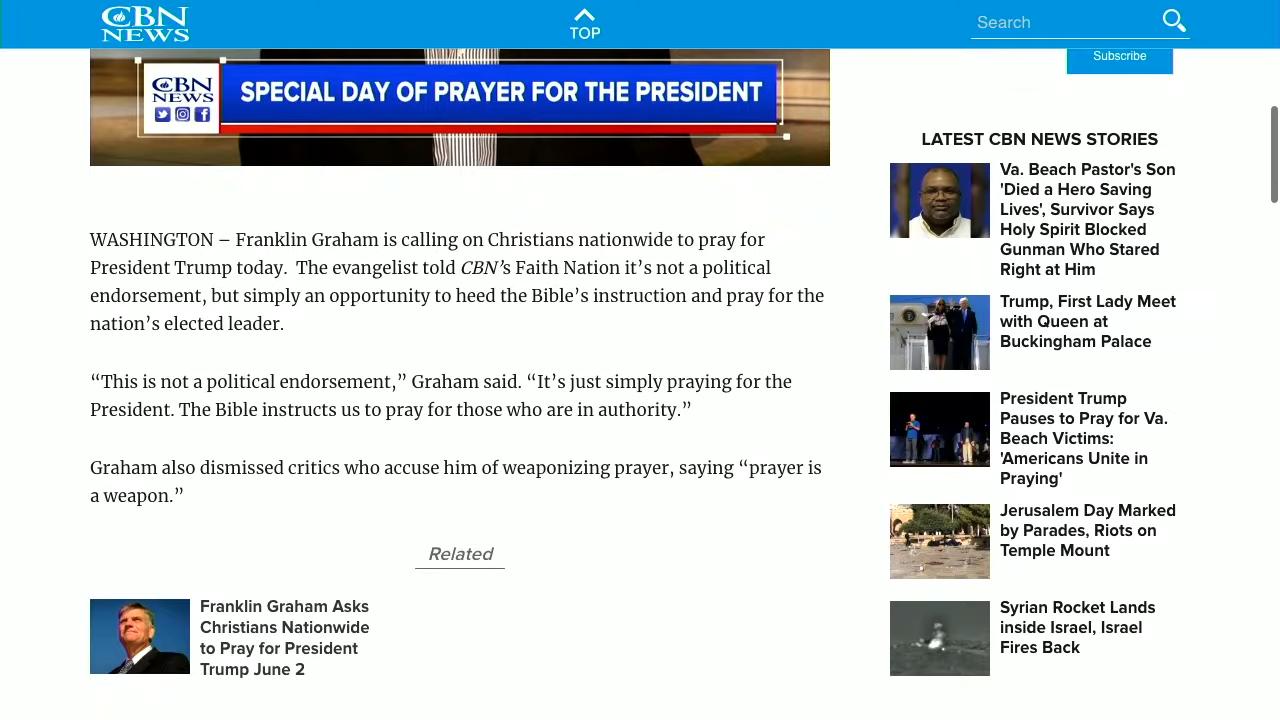 CBN
NEWS
TOP
Search
CBN
NEWS
SPECIAL DAY OF PRAYER FOR THE PRESIDENT
WASHINGTON – Franklin Graham is calling on Christians nationwide to pray for
President Trump today.  The evangelist told CBN’s Faith Nation it’s not a political
endorsement, but simply an opportunity to heed the Bible’s instruction and pray for the
nation’s elected leader.
“This is not a political endorsement,” Graham said. “It’s just simply praying for the
President. The Bible instructs us to pray for those who are in authority.”
Graham also dismissed critics who accuse him of weaponizing prayer, saying “prayer is
a weapon.”
Related
Franklin Graham Asks
Christians Nationwide
to Pray for President
Trump June 2
Subscribe
LATEST CBN NEWS STORIES
Va. Beach Pastor's Son
'Died a Hero Saving
Lives', Survivor Says
Holy Spirit Blocked
Gunman Who Stared
Right at Him
Trump, First Lady Meet
with Queen at
Buckingham Palace
President Trump
Pauses to Pray for Va.
Beach Victims:
'Americans Unite in
Praying'
Jerusalem Day Marked
by Parades, Riots on
Temple Mount
Syrian Rocket Lands
inside Israel, Israel
Fires Back